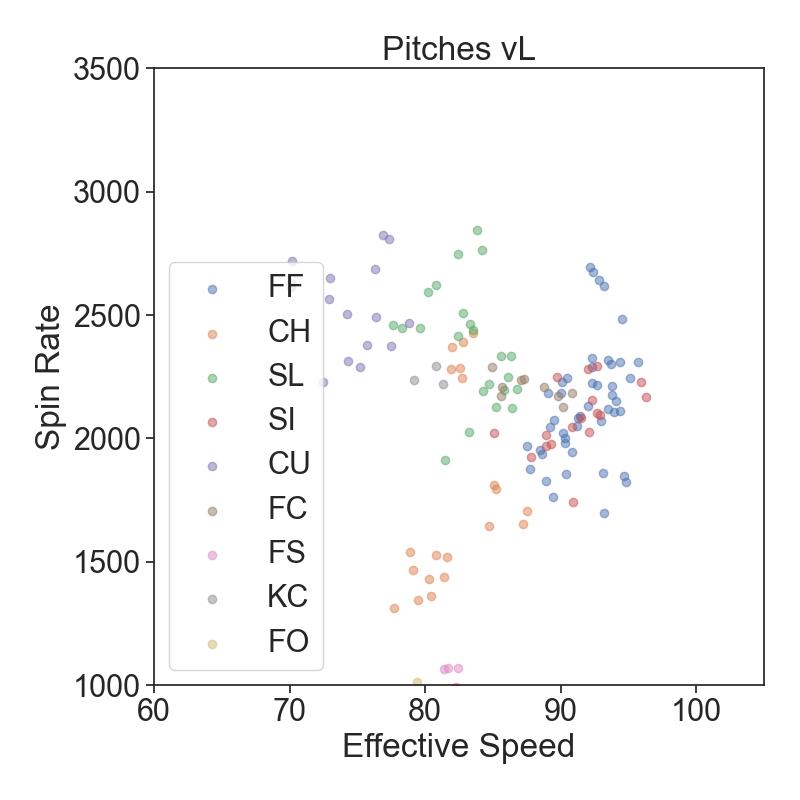 Pitches vL
3500
3000
2500
2000
1500
1000
Spin Rate
FF
CH
SL
SI
CU
FC
FS
KC
FO
60 70 80 90 100
Effective Speed